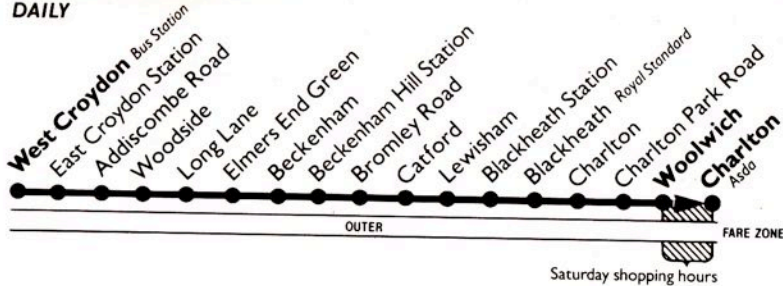 DAILY
West Croydon Bus Station
East Croydon Station
Addiscombe Road
Woodside
Long Lane
Elmers End Green
Beckenham
Beckenham Hill Station
Bromley Road
Catford
Lewisham
Blackheath Station
Blackheath Royal Standard
Charlton
Charlton Park Road
Woolwich
Charlton
Asda
OUTER
FARE ZONE
Saturday shopping hours